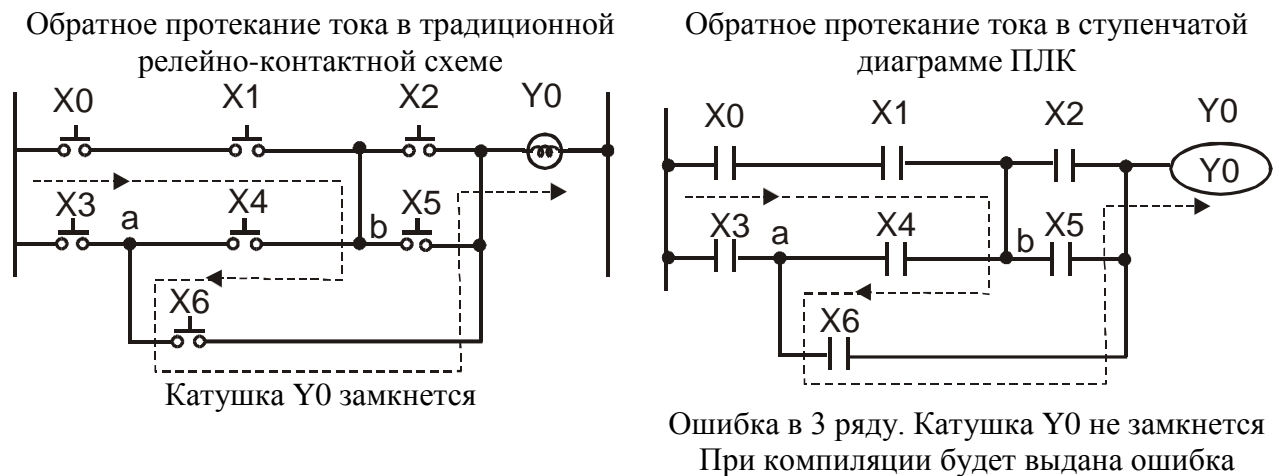 Обратное протекание тока в традиционной
релейно-контактной схеме
X0 X1 X2 Y0
X3 a X4 b X5
X6
Катушка Y0 замкнется
Обратное протекание тока в ступенчатой
диаграмме ПЛК
X0 X1 X2 Y0
Y0
X3 a X4 b X5
X6
Ошибка в 3 ряду. Катушка Y0 не замкнется
При компиляции будет выдана ошибка